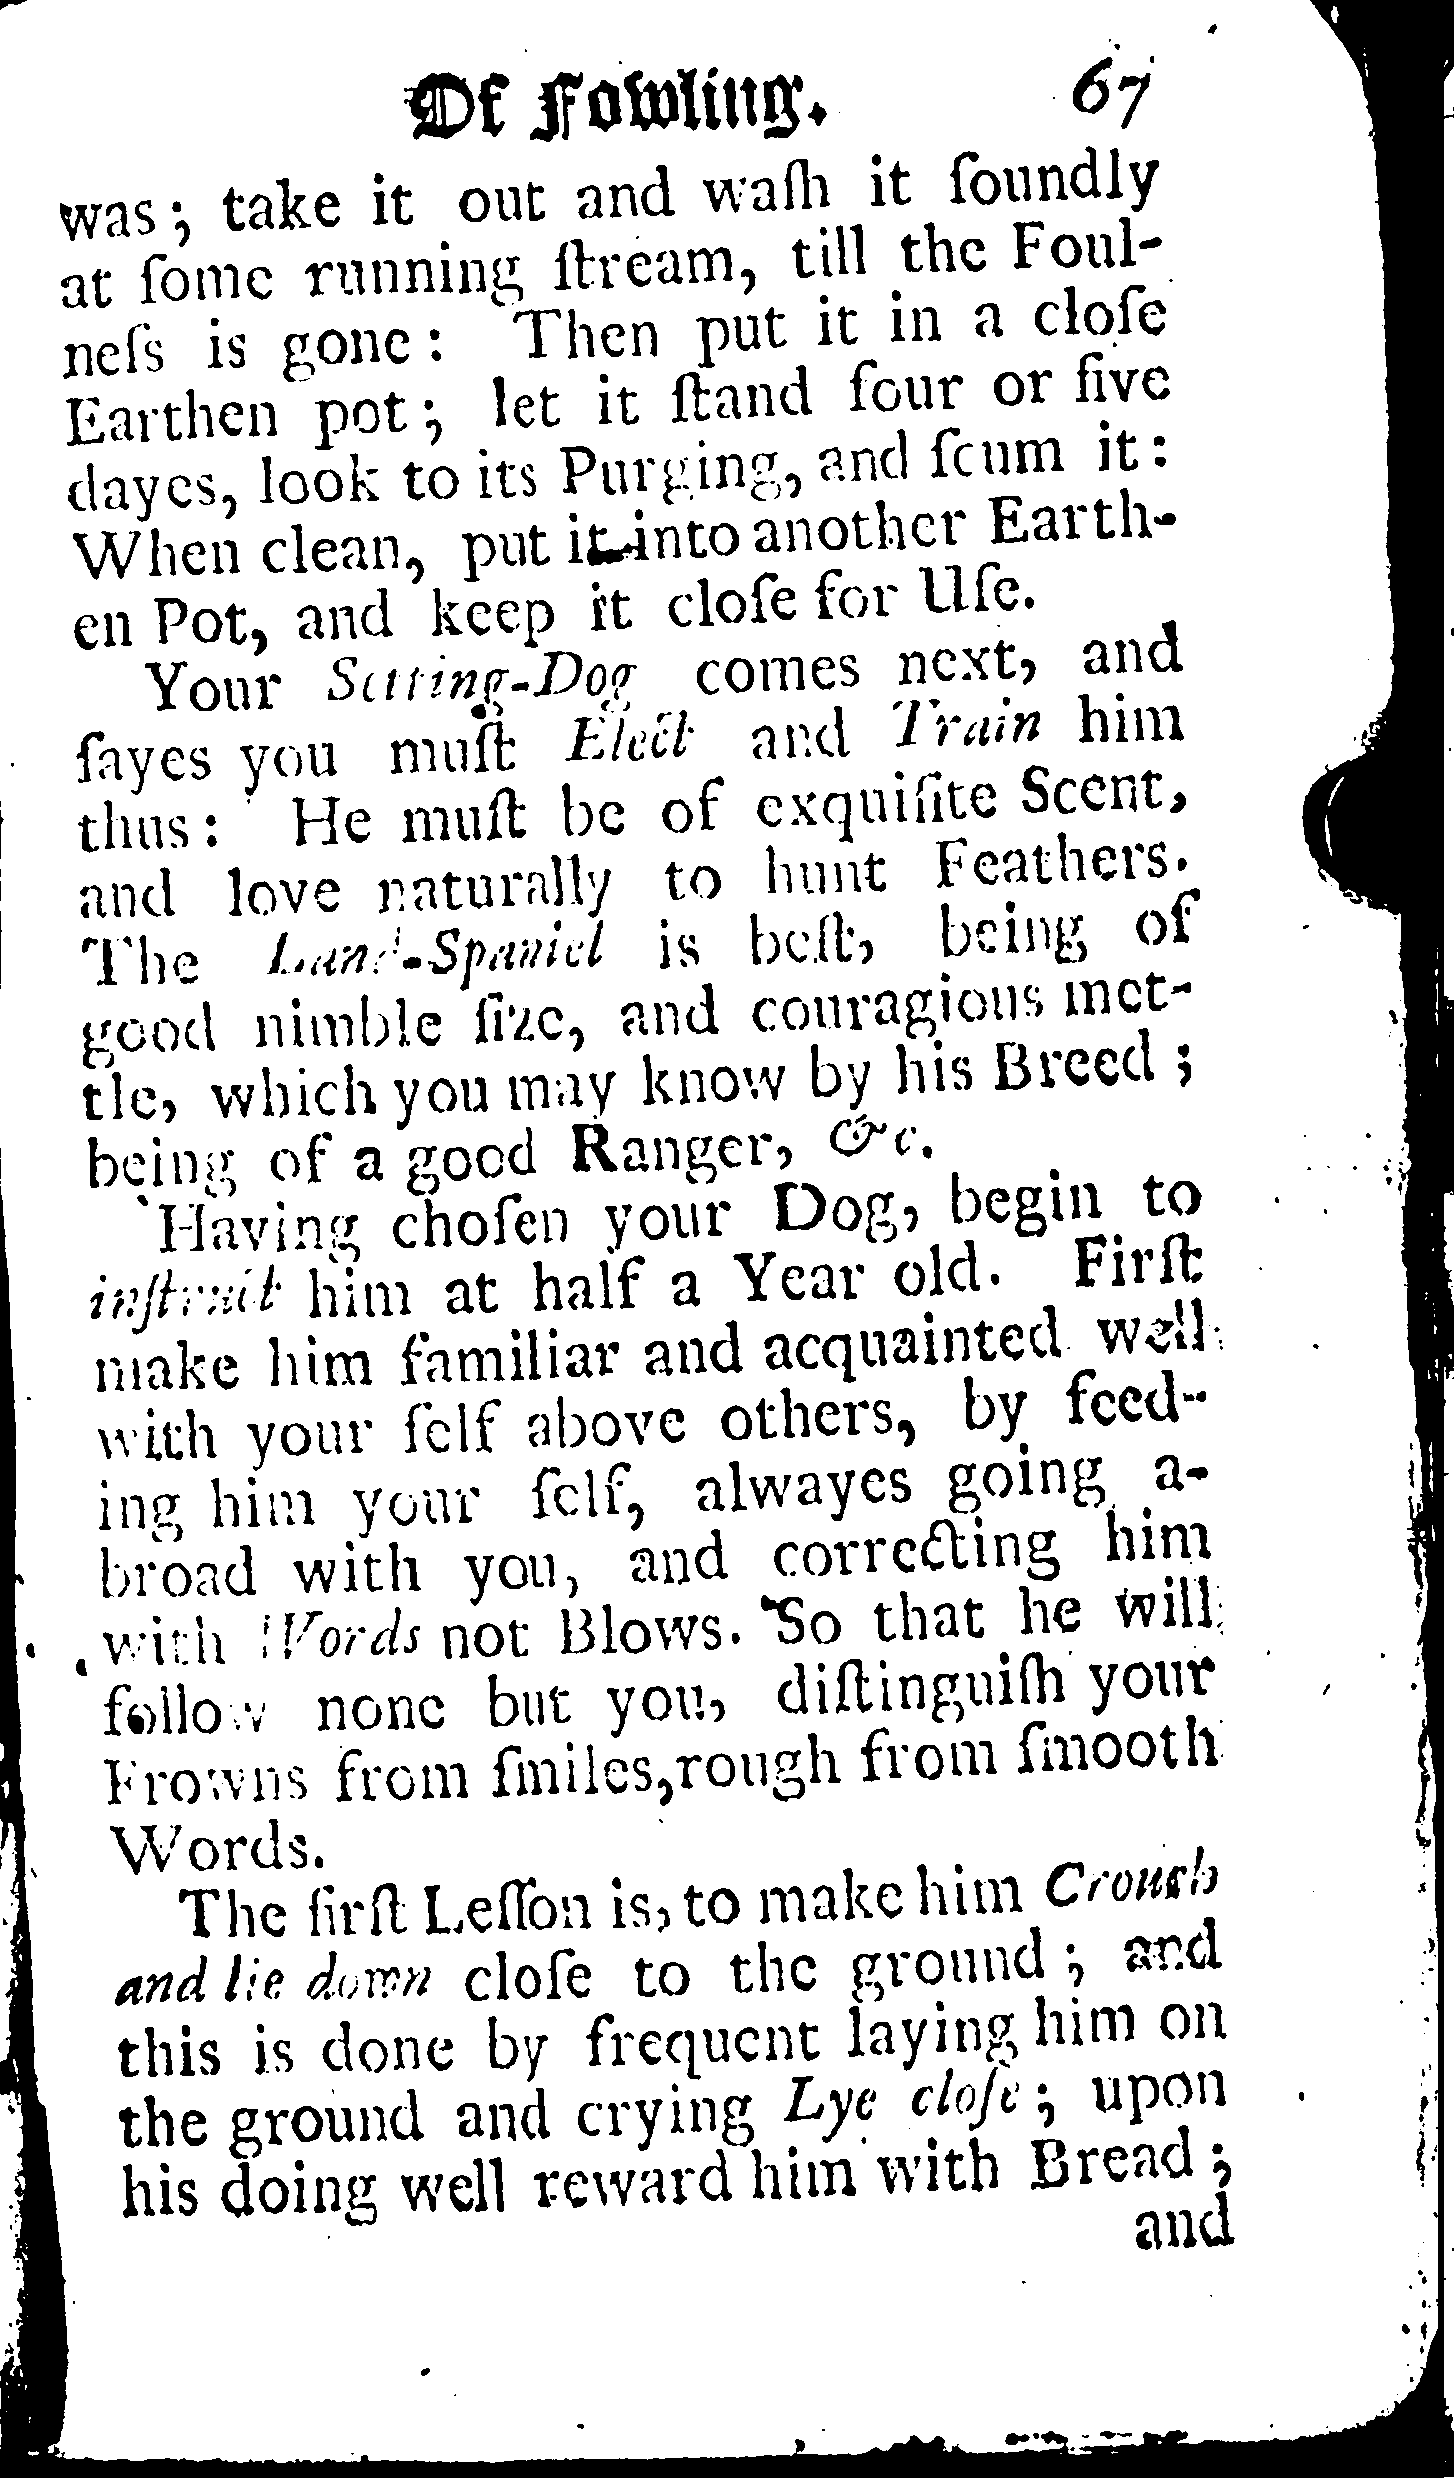 Of Fowling. 67
was; take it out and waſh it ſoundly
at ſome running ſtream, till the Foul-
neſs is gone: Then put it in a cloſe
Earthen pot; let it ſtand four or five
dayes, look to its Purging, and ſcum it:
When clean, put it into another Earth-
en Pot, and keep it cloſe for Uſe.
Your Setting-Dog comes next, and
ſayes you muſt Elect and Train him
thus: He muſt be of exquiſite Scent,
and love naturally to hunt Feathers.
The Land-Spaniel is beſt, being of
good nimble ſize, and couragious met-
tle, which you may know by his Breed;
being of a good Ranger, &c.
Having choſen your Dog, begin to
inſtruct him at half a Year old. Firſt
make him familiar and acquainted well
with your ſelf above others, by feed-
ing him your ſelf, alwayes going a-
broad with you, and correcting him
with Words not Blows. So that he will
follow none but you, diſtinguiſh your
Frowns from ſmiles, rough from ſmooth
Words.
The firſt Leſſon is, to make him Crouch
and lie down cloſe to the ground; and
this is done by frequent laying him on
the ground and crying Lye cloſe; upon
his doing well reward him with Bread;
and